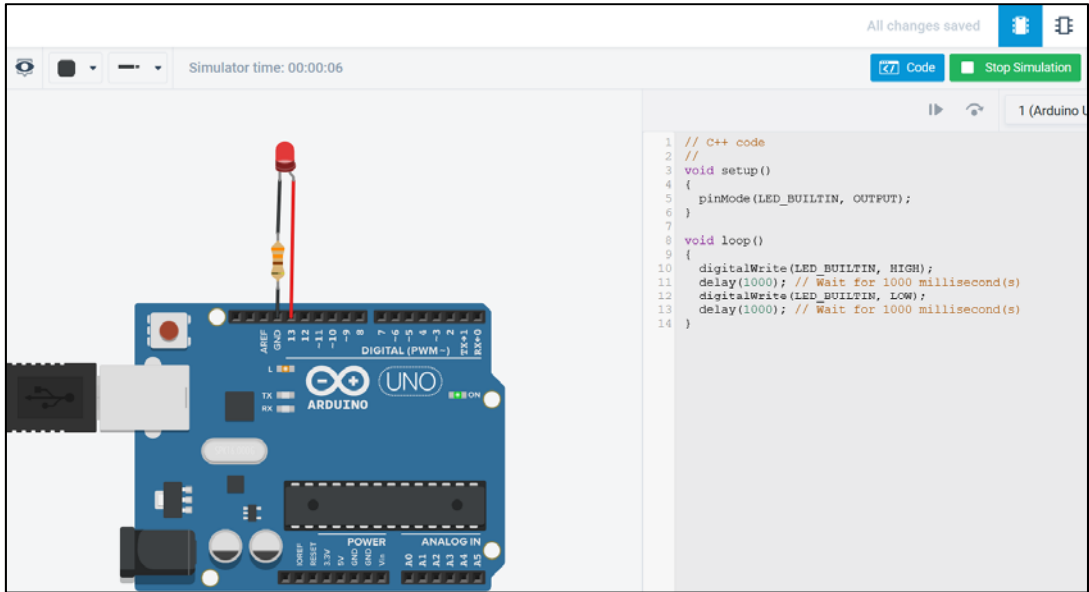 All changes saved
Simulator time: 00:00:06
Code
Stop Simulation
1 (Arduino U
1 // C++ code
2 //
3 void setup()
4 {
5 pinMode(LED_BUILTIN, OUTPUT);
6 }
7
8 void loop()
9 {
10 digitalWrite(LED_BUILTIN, HIGH);
11 delay(1000); // Wait for 1000 millisecond(s)
12 digitalWrite(LED_BUILTIN, LOW);
13 delay(1000); // Wait for 1000 millisecond(s)
14 }
AREF GND 13 12 ~11 ~10 ~9 8 7 ~6 ~5 4 ~3 2 TX→1 RX←0
DIGITAL (PWM~)
L
TX
RX
UNO
ARDUINO
ON
POWER
ANALOG IN
IOREF RESET 3.3V 5V GND GND Vin A0 A1 A2 A3 A4 A5